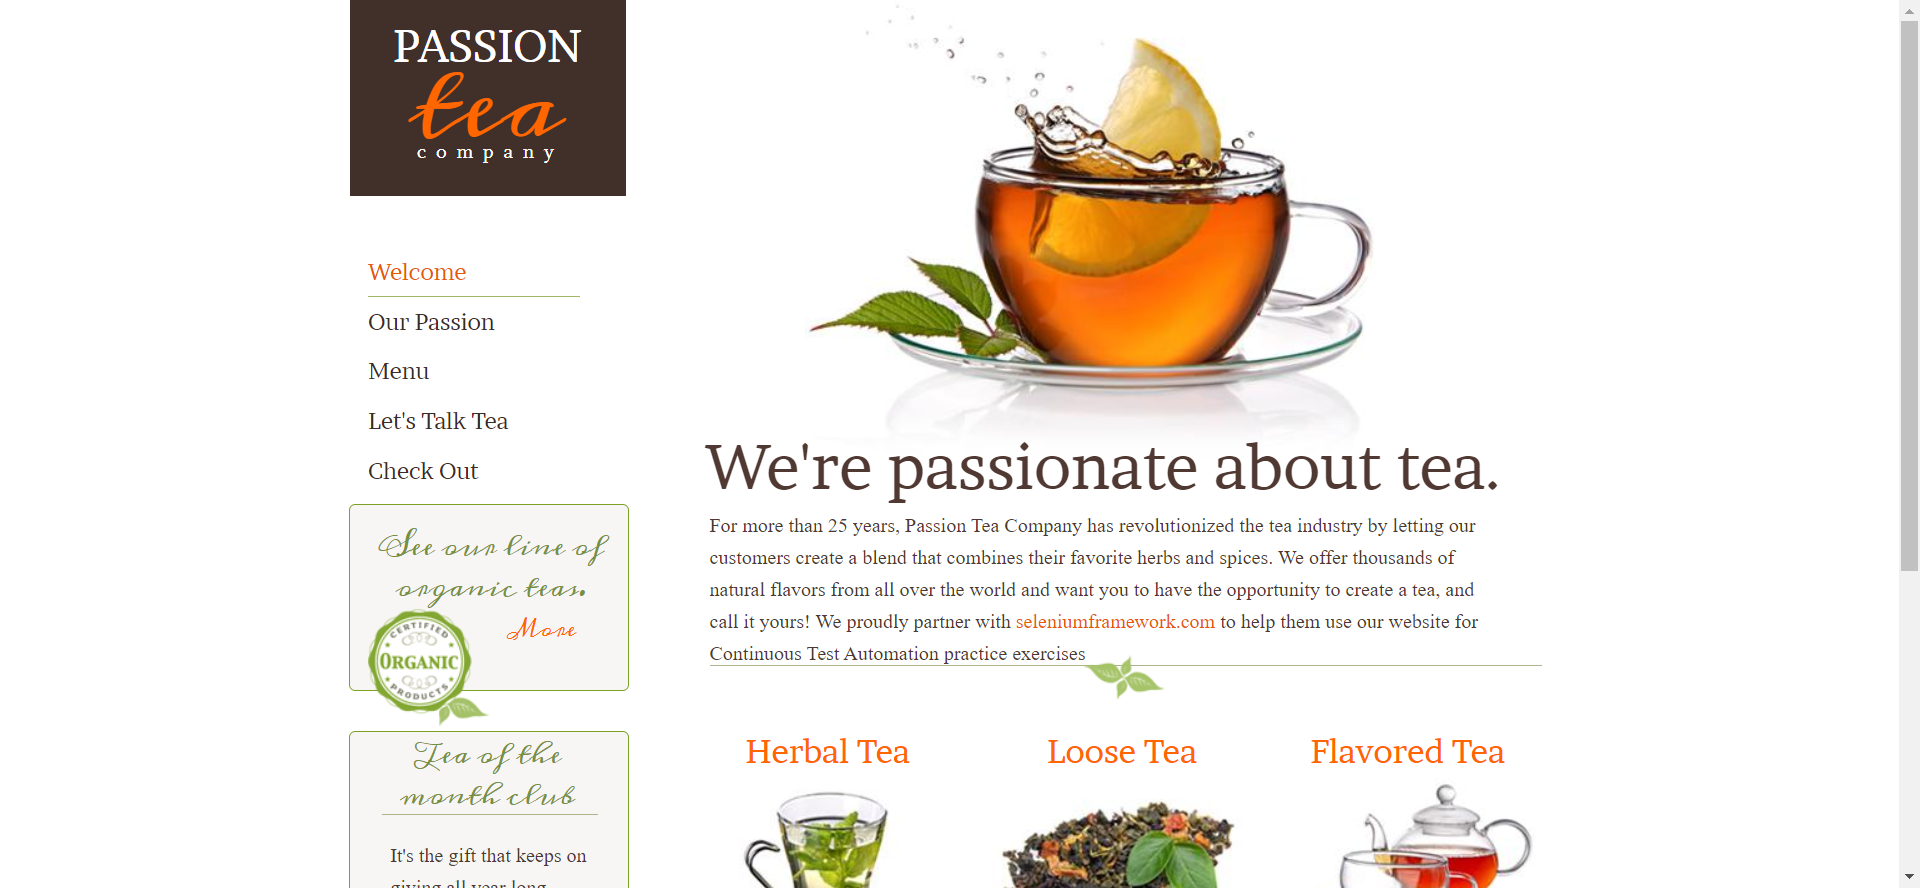 PASSION
tea
company
Welcome
Our Passion
Menu
Let's Talk Tea
Check Out
See our line of
organic teas.
More
CERTIFIED
ORGANIC
PRODUCTS
Tea of the
month club
It's the gift that keeps on
giving all year long.
We're passionate about tea.
For more than 25 years, Passion Tea Company has revolutionized the tea industry by letting our
customers create a blend that combines their favorite herbs and spices. We offer thousands of
natural flavors from all over the world and want you to have the opportunity to create a tea, and
call it yours! We proudly partner with seleniumframework.com to help them use our website for
Continuous Test Automation practice exercises
Herbal Tea
Loose Tea
Flavored Tea